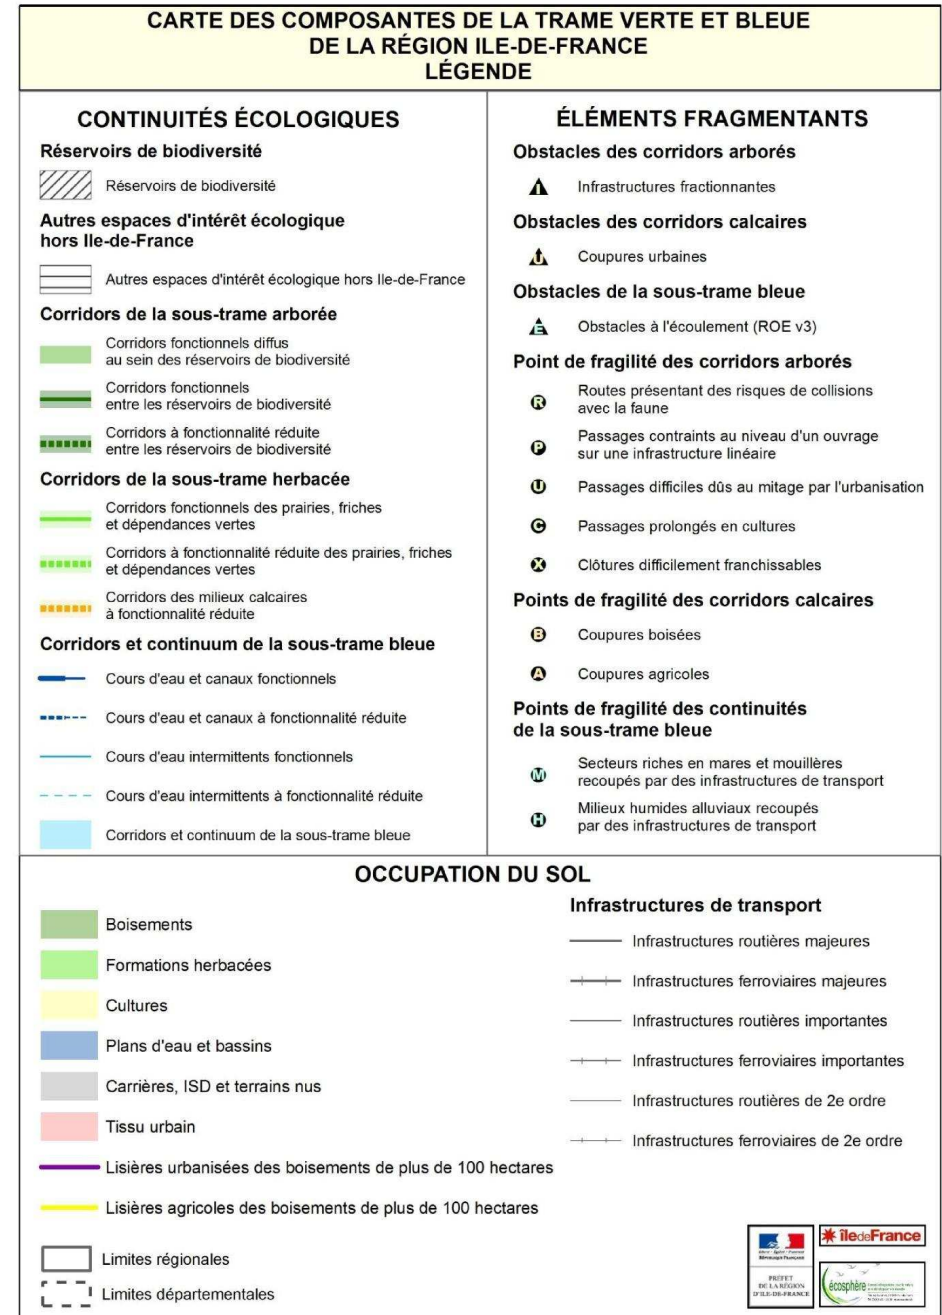 CARTE DES COMPOSANTES DE LA TRAME VERTE ET BLEUE
DE LA RÉGION ILE-DE-FRANCE
LÉGENDE
CONTINUITÉS ÉCOLOGIQUES
Réservoirs de biodiversité
Réservoirs de biodiversité
Autres espaces d'intérêt écologique
hors Ile-de-France
Autres espaces d'intérêt écologique hors Ile-de-France
Corridors de la sous-trame arborée
Corridors fonctionnels diffus
au sein des réservoirs de biodiversité
Corridors fonctionnels
entre les réservoirs de biodiversité
Corridors à fonctionnalité réduite
entre les réservoirs de biodiversité
Corridors de la sous-trame herbacée
Corridors fonctionnels des prairies, friches
et dépendances vertes
Corridors à fonctionnalité réduite des prairies, friches
et dépendances vertes
Corridors des milieux calcaires
à fonctionnalité réduite
Corridors et continuum de la sous-trame bleue
Cours d'eau et canaux fonctionnels
Cours d'eau et canaux à fonctionnalité réduite
Cours d'eau intermittents fonctionnels
Cours d'eau intermittents à fonctionnalité réduite
Corridors et continuum de la sous-trame bleue
ÉLÉMENTS FRAGMENTANTS
Obstacles des corridors arborés
I Infrastructures fractionnantes
Obstacles des corridors calcaires
U Coupures urbaines
Obstacles de la sous-trame bleue
E Obstacles à l'écoulement (ROE v3)
Point de fragilité des corridors arborés
R Routes présentant des risques de collisions
avec la faune
P Passages contraints au niveau d'un ouvrage
sur une infrastructure linéaire
U Passages difficiles dûs au mitage par l'urbanisation
C Passages prolongés en cultures
X Clôtures difficilement franchissables
Points de fragilité des corridors calcaires
B Coupures boisées
A Coupures agricoles
Points de fragilité des continuités
de la sous-trame bleue
M Secteurs riches en mares et mouillères
recoupés par des infrastructures de transport
H Milieux humides alluviaux recoupés
par des infrastructures de transport
OCCUPATION DU SOL
Boisements
Formations herbacées
Cultures
Plans d'eau et bassins
Carrières, ISD et terrains nus
Tissu urbain
Lisières urbanisées des boisements de plus de 100 hectares
Lisières agricoles des boisements de plus de 100 hectares
Limites régionales
Limites départementales
Infrastructures de transport
Infrastructures routières majeures
Infrastructures ferroviaires majeures
Infrastructures routières importantes
Infrastructures ferroviaires importantes
Infrastructures routières de 2e ordre
Infrastructures ferroviaires de 2e ordre
PRÉFET
DE LA RÉGION
D'ILE-DE-FRANCE
îledeFrance
écosphère